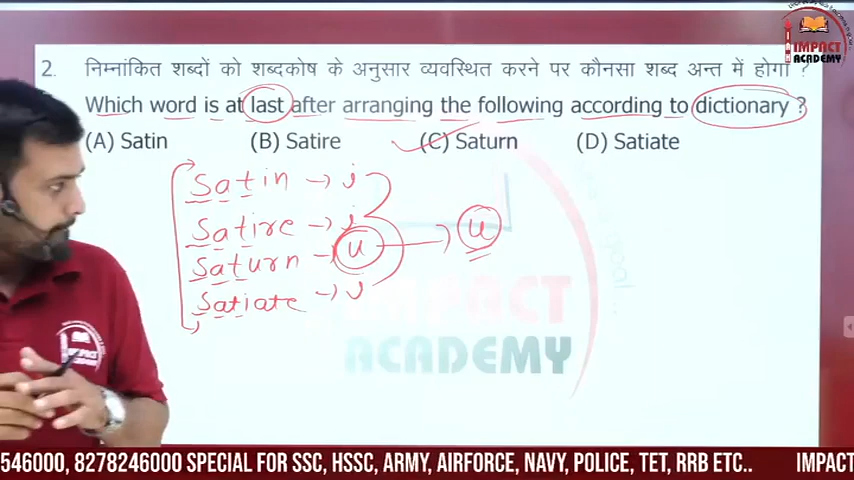 IMPACT
ACADEMY
2. निम्नांकित शब्दों को शब्दकोष के अनुसार व्यवस्थित करने पर कौनसा शब्द अन्त में होगा ?
Which word is at last after arranging the following according to dictionary ?
(A) Satin (B) Satire (C) Saturn (D) Satiate
Satin → i
Satire → i
Saturn → u → u
Satiate → i
IMPACT
ACADEMY
IMPACT
ACADEMY
546000, 8278246000 SPECIAL FOR SSC, HSSC, ARMY, AIRFORCE, NAVY, POLICE, TET, RRB ETC.. IMPACT